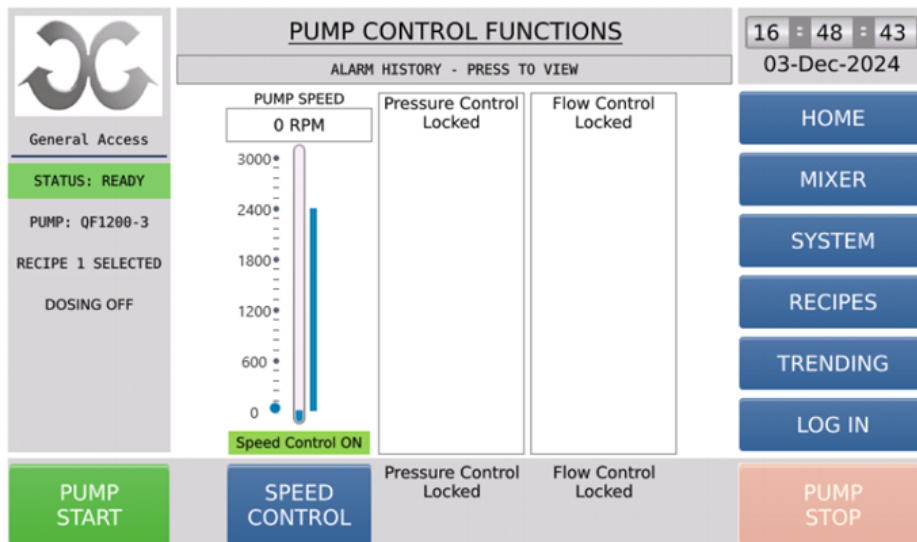 PUMP CONTROL FUNCTIONS
ALARM HISTORY - PRESS TO VIEW
16 : 48 : 43
03-Dec-2024
General Access
STATUS: READY
PUMP: QF1200-3
RECIPE 1 SELECTED
DOSING OFF
PUMP SPEED
0 RPM
3000
2400
1800
1200
600
0
Speed Control ON
Pressure Control
Locked
Flow Control
Locked
HOME
MIXER
SYSTEM
RECIPES
TRENDING
LOG IN
PUMP
START
SPEED
CONTROL
Pressure Control
Locked
Flow Control
Locked
PUMP
STOP